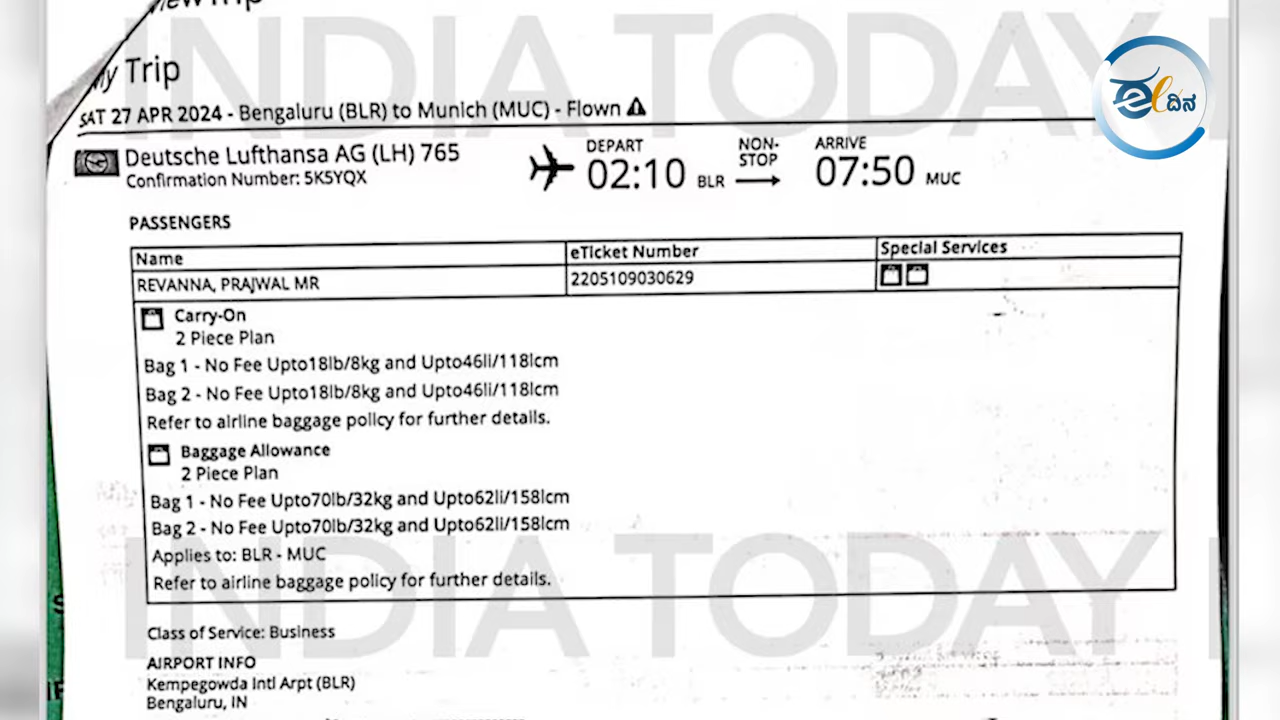 My Trip
SAT 27 APR 2024 - Bengaluru (BLR) to Munich (MUC) - Flown
Deutsche Lufthansa AG (LH) 765
Confirmation Number: 5K5YQX
DEPART
02:10 BLR
NON-
STOP
ARRIVE
07:50 MUC
PASSENGERS
Name eTicket Number Special Services
REVANNA, PRAJWAL MR 2205109030629
Carry-On
2 Piece Plan
Bag 1 - No Fee Upto18lb/8kg and Upto46li/118lcm
Bag 2 - No Fee Upto18lb/8kg and Upto46li/118lcm
Refer to airline baggage policy for further details.
Baggage Allowance
2 Piece Plan
Bag 1 - No Fee Upto70lb/32kg and Upto62li/158lcm
Bag 2 - No Fee Upto70lb/32kg and Upto62li/158lcm
Applies to: BLR - MUC
Refer to airline baggage policy for further details.
Class of Service: Business
AIRPORT INFO
Kempegowda Intl Arpt (BLR)
Bengaluru, IN
INDIA TODAY
INDIA TODAY
ದಿನ